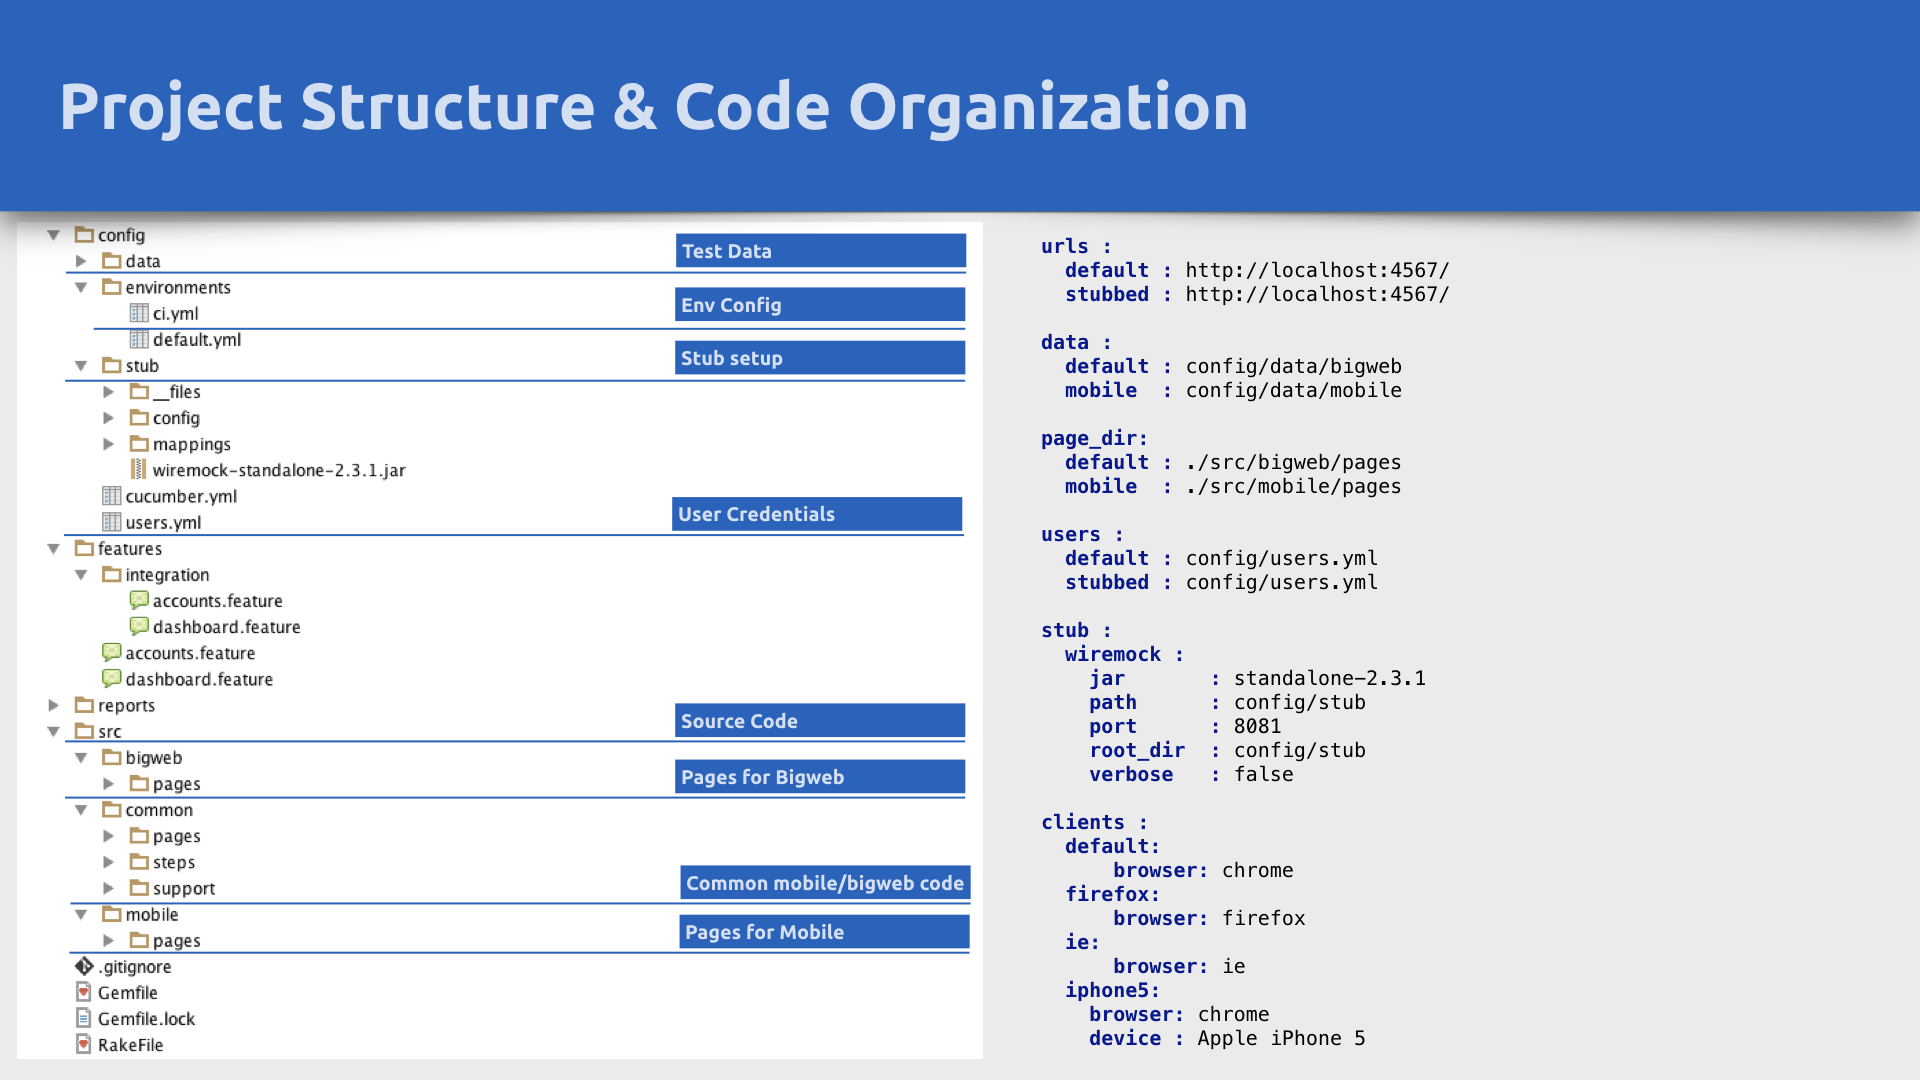 Project Structure & Code Organization
config
data
Test Data
environments
ci.yml
Env Config
default.yml
stub
Stub setup
__files
config
mappings
wiremock-standalone-2.3.1.jar
cucumber.yml
users.yml
User Credentials
features
integration
accounts.feature
dashboard.feature
accounts.feature
dashboard.feature
reports
src
Source Code
bigweb
pages
Pages for Bigweb
common
pages
steps
support
Common mobile/bigweb code
mobile
pages
Pages for Mobile
.gitignore
Gemfile
Gemfile.lock
RakeFile
urls :
default : http://localhost:4567/
stubbed : http://localhost:4567/
data :
default : config/data/bigweb
mobile : config/data/mobile
page_dir:
default : ./src/bigweb/pages
mobile : ./src/mobile/pages
users :
default : config/users.yml
stubbed : config/users.yml
stub :
wiremock :
jar : standalone-2.3.1
path : config/stub
port : 8081
root_dir : config/stub
verbose : false
clients :
default:
browser: chrome
firefox:
browser: firefox
ie:
browser: ie
iphone5:
browser: chrome
device : Apple iPhone 5